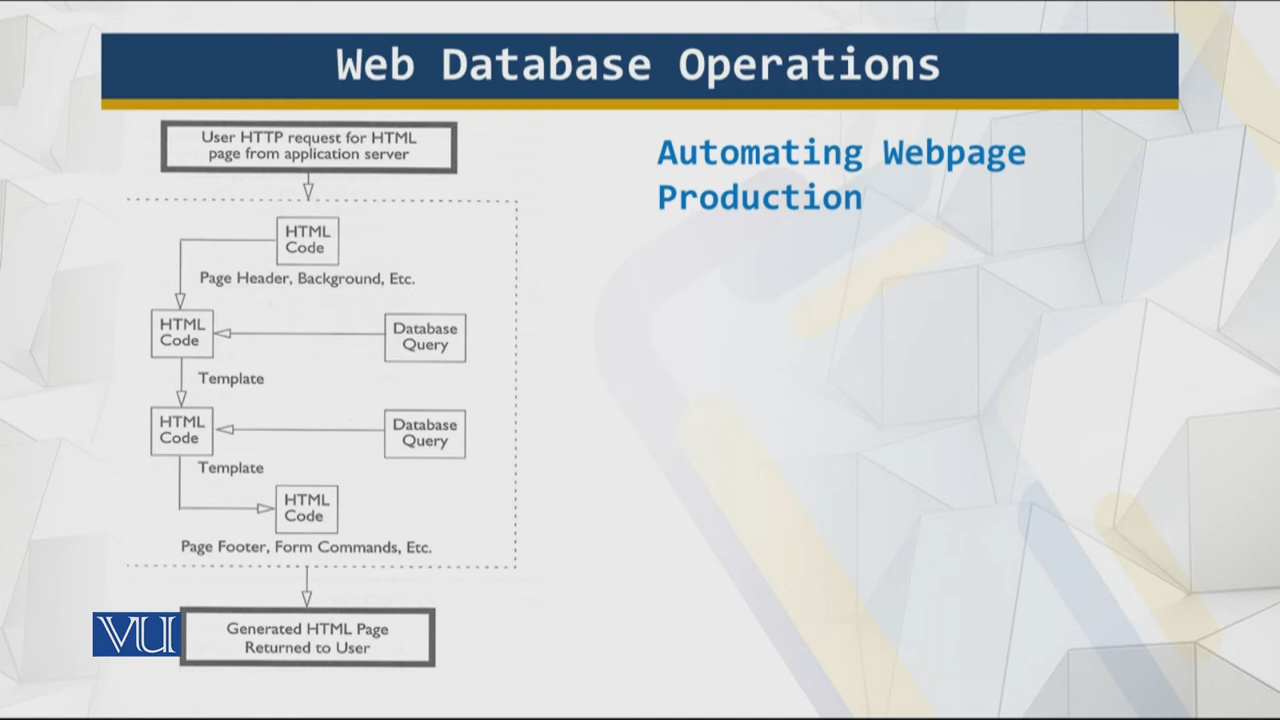 Web Database Operations
User HTTP request for HTML
page from application server
Automating Webpage
Production
HTML
Code
Page Header, Background, Etc.
HTML
Code
Database
Query
Template
HTML
Code
Database
Query
Template
HTML
Code
Page Footer, Form Commands, Etc.
VU
Generated HTML Page
Returned to User